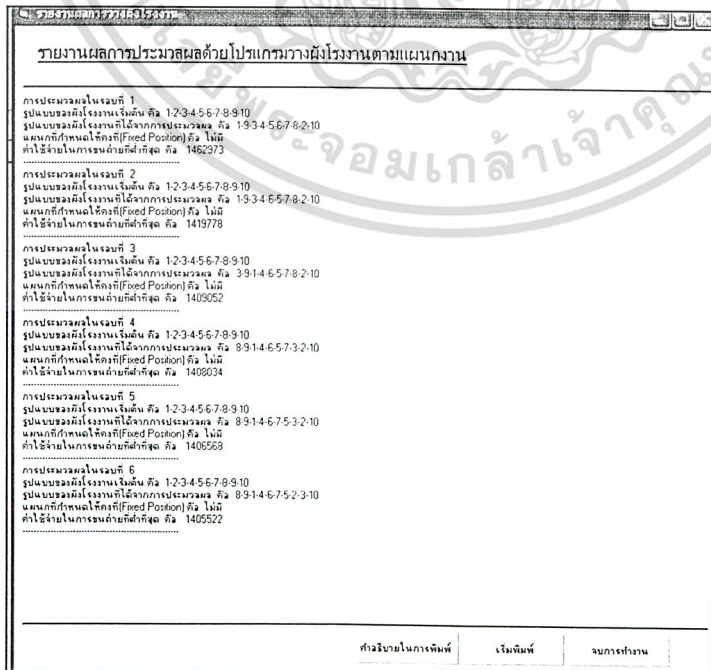 รายงานผลการวางผังโรงงาน
รายงานผลการประมวลผลด้วยโปรแกรมวางผังโรงงานตามแผนกงาน
การประมวลผลในรอบที่ 1
รูปแบบของผังโรงงานเริ่มต้น คือ 1-2-3-4-5-6-7-8-9-10
รูปแบบของผังโรงงานที่ได้จากการประมวลผล คือ 1-9-3-4-5-6-7-8-2-10
แผนกที่กำหนดให้คงที่(Fixed Position) คือ ไม่มี
ค่าใช้จ่ายในการขนถ่ายที่ต่ำที่สุด คือ 1462973
การประมวลผลในรอบที่ 2
รูปแบบของผังโรงงานเริ่มต้น คือ 1-2-3-4-5-6-7-8-9-10
รูปแบบของผังโรงงานที่ได้จากการประมวลผล คือ 1-9-3-4-6-5-7-8-2-10
แผนกที่กำหนดให้คงที่(Fixed Position) คือ ไม่มี
ค่าใช้จ่ายในการขนถ่ายที่ต่ำที่สุด คือ 1419778
การประมวลผลในรอบที่ 3
รูปแบบของผังโรงงานเริ่มต้น คือ 1-2-3-4-5-6-7-8-9-10
รูปแบบของผังโรงงานที่ได้จากการประมวลผล คือ 3-9-1-4-6-5-7-8-2-10
แผนกที่กำหนดให้คงที่(Fixed Position) คือ ไม่มี
ค่าใช้จ่ายในการขนถ่ายที่ต่ำที่สุด คือ 1409052
การประมวลผลในรอบที่ 4
รูปแบบของผังโรงงานเริ่มต้น คือ 1-2-3-4-5-6-7-8-9-10
รูปแบบของผังโรงงานที่ได้จากการประมวลผล คือ 8-9-1-4-6-5-7-3-2-10
แผนกที่กำหนดให้คงที่(Fixed Position) คือ ไม่มี
ค่าใช้จ่ายในการขนถ่ายที่ต่ำที่สุด คือ 1408034
การประมวลผลในรอบที่ 5
รูปแบบของผังโรงงานเริ่มต้น คือ 1-2-3-4-5-6-7-8-9-10
รูปแบบของผังโรงงานที่ได้จากการประมวลผล คือ 8-9-1-4-6-7-5-3-2-10
แผนกที่กำหนดให้คงที่(Fixed Position) คือ ไม่มี
ค่าใช้จ่ายในการขนถ่ายที่ต่ำที่สุด คือ 1406568
การประมวลผลในรอบที่ 6
รูปแบบของผังโรงงานเริ่มต้น คือ 1-2-3-4-5-6-7-8-9-10
รูปแบบของผังโรงงานที่ได้จากการประมวลผล คือ 8-9-1-4-6-7-5-2-3-10
แผนกที่กำหนดให้คงที่(Fixed Position) คือ ไม่มี
ค่าใช้จ่ายในการขนถ่ายที่ต่ำที่สุด คือ 1405522
คำอธิบายในการพิมพ์ เริ่มพิมพ์ จบการทำงาน